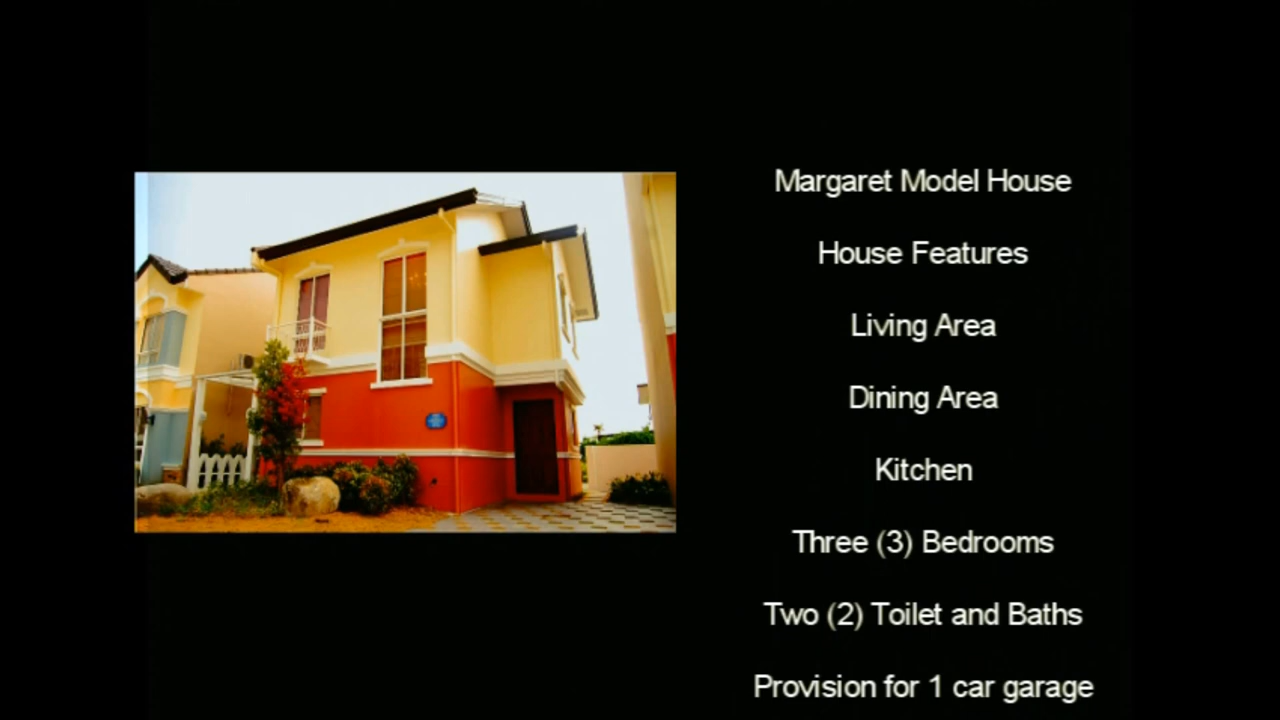 Margaret Model House
House Features
Living Area
Dining Area
Kitchen
Three (3) Bedrooms
Two (2) Toilet and Baths
Provision for 1 car garage